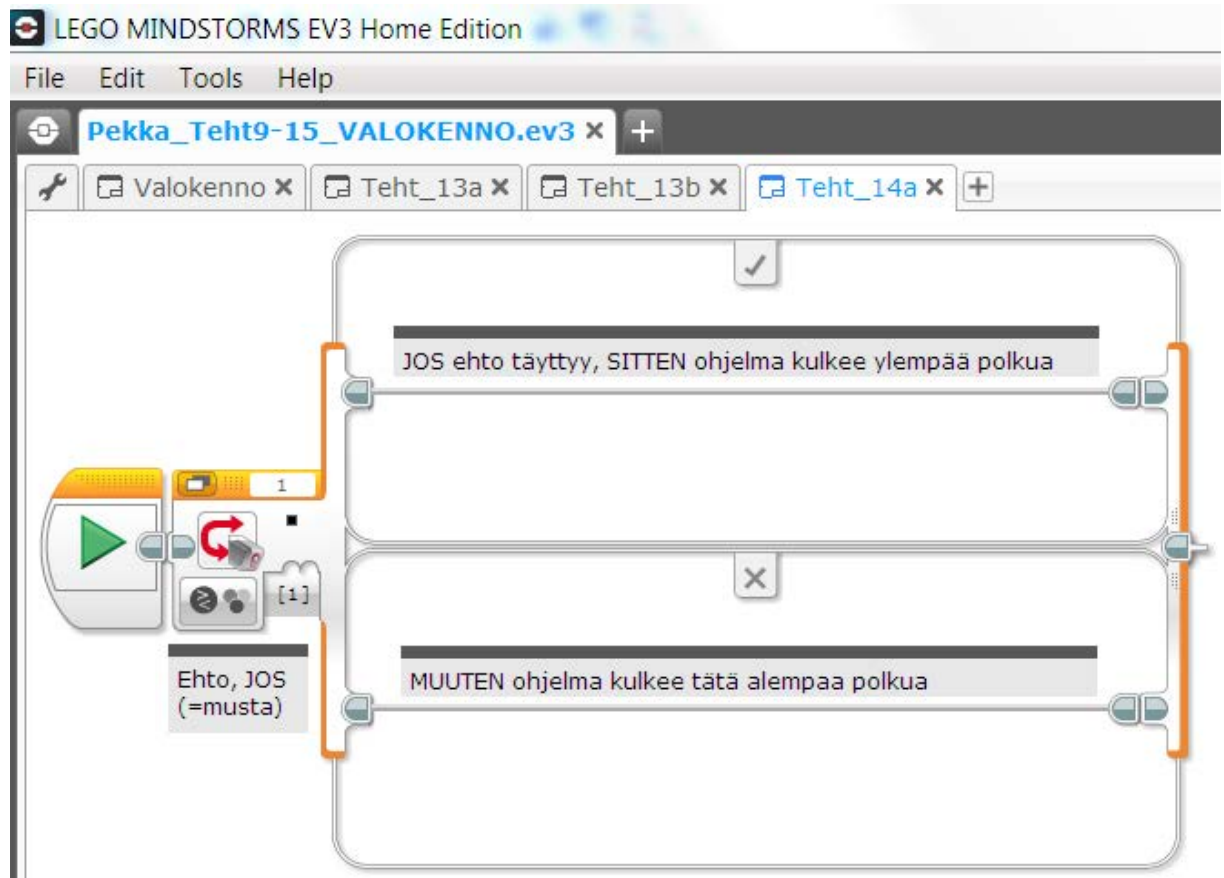 LEGO MINDSTORMS EV3 Home Edition
File Edit Tools Help
Pekka_Teht9-15_VALOKENNO.ev3
Valokenno Teht_13a Teht_13b Teht_14a
JOS ehto täyttyy, SITTEN ohjelma kulkee ylempää polkua
1
[1]
Ehto, JOS
(=musta)
MUUTEN ohjelma kulkee tätä alempaa polkua